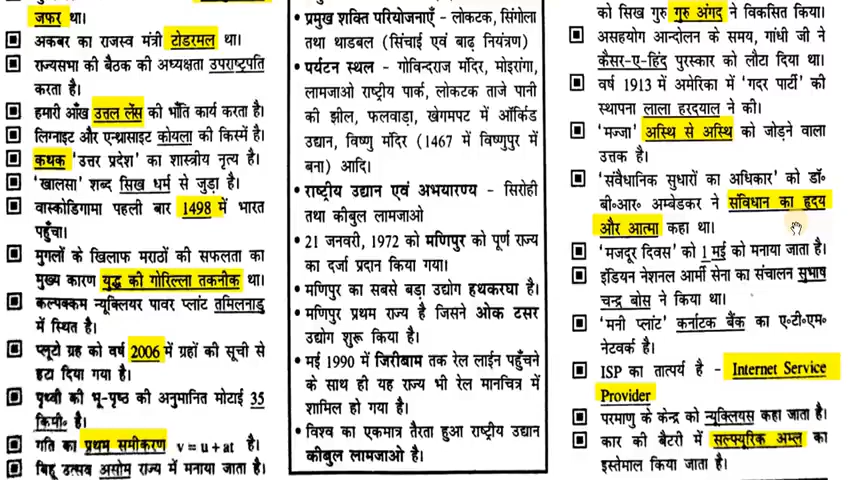 जफर था।
अकबर का राजस्व मंत्री टोडरमल था।
राज्यसभा की बैठक की अध्यक्षता उपराष्ट्रपति
करता है।
हमारी आँख उत्तल लेंस की भाँति कार्य करता है।
लिग्नाइट और एन्थ्रासाइट कोयला की किस्में हैं।
कथक 'उत्तर प्रदेश' का शास्त्रीय नृत्य है।
'खालसा' शब्द सिख धर्म से जुड़ा है।
वास्कोडिगामा पहली बार 1498 में भारत
पहुँचा।
मुगलों के खिलाफ मराठों की सफलता का
मुख्य कारण युद्ध की गोरिल्ला तकनीक था।
कल्पक्कम न्यूक्लियर पावर प्लांट तमिलनाडु
में स्थित है।
प्लूटो ग्रह को वर्ष 2006 में ग्रहों की सूची से
हटा दिया गया है।
पृथ्वी की भू-पृष्ठ की अनुमानित मोटाई 35
किमी॰ है।
गति का प्रथम समीकरण v = u + at है।
बिहू उत्सव असोम राज्य में मनाया जाता है।
• प्रमुख शक्ति परियोजनाएँ - लोकटक, सिंगोला
तथा थाडबल (सिंचाई एवं बाढ़ नियंत्रण)
• पर्यटन स्थल - गोविन्दराज मंदिर, मोइरांगा,
लामजाओ राष्ट्रीय पार्क, लोकटक ताजे पानी
की झील, फलवाड़ा, खेगमपट में ऑर्किड
उद्यान, विष्णु मंदिर (1467 में विष्णुपुर में
बना) आदि।
• राष्ट्रीय उद्यान एवं अभयारण्य - सिरोही
तथा कीबुल लामजाओ
• 21 जनवरी, 1972 को मणिपुर को पूर्ण राज्य
का दर्जा प्रदान किया गया।
• मणिपुर का सबसे बड़ा उद्योग हथकरघा है।
• मणिपुर प्रथम राज्य है जिसने ओक टसर
उद्योग शुरू किया है।
• मई 1990 में जिरीबाम तक रेल लाईन पहुँचने
के साथ ही यह राज्य भी रेल मानचित्र में
शामिल हो गया है।
• विश्व का एकमात्र तैरता हुआ राष्ट्रीय उद्यान
कीबुल लामजाओ है।
को सिख गुरु गुरु अंगद ने विकसित किया।
असहयोग आन्दोलन के समय, गांधी जी ने
कैसर-ए-हिंद पुरस्कार को लौटा दिया था।
वर्ष 1913 में अमेरिका में 'गदर पार्टी' की
स्थापना लाला हरदयाल ने की।
'मज्जा' अस्थि से अस्थि को जोड़ने वाला
उत्तक है।
'संवैधानिक सुधारों का अधिकार' को डॉ॰
बी॰आर॰ अम्बेडकर ने संविधान का हृदय
और आत्मा कहा था।
'मजदूर दिवस' को 1 मई को मनाया जाता है।
इंडियन नेशनल आर्मी सेना का संचालन सुभाष
चन्द्र बोस ने किया था।
'मनी प्लांट' कर्नाटक बैंक का ए॰टी॰एम॰
नेटवर्क है।
ISP का तात्पर्य है - Internet Service
Provider
परमाणु के केन्द्र को न्यूक्लियस कहा जाता है।
कार की बैटरी में सल्फ्यूरिक अम्ल का
इस्तेमाल किया जाता है।